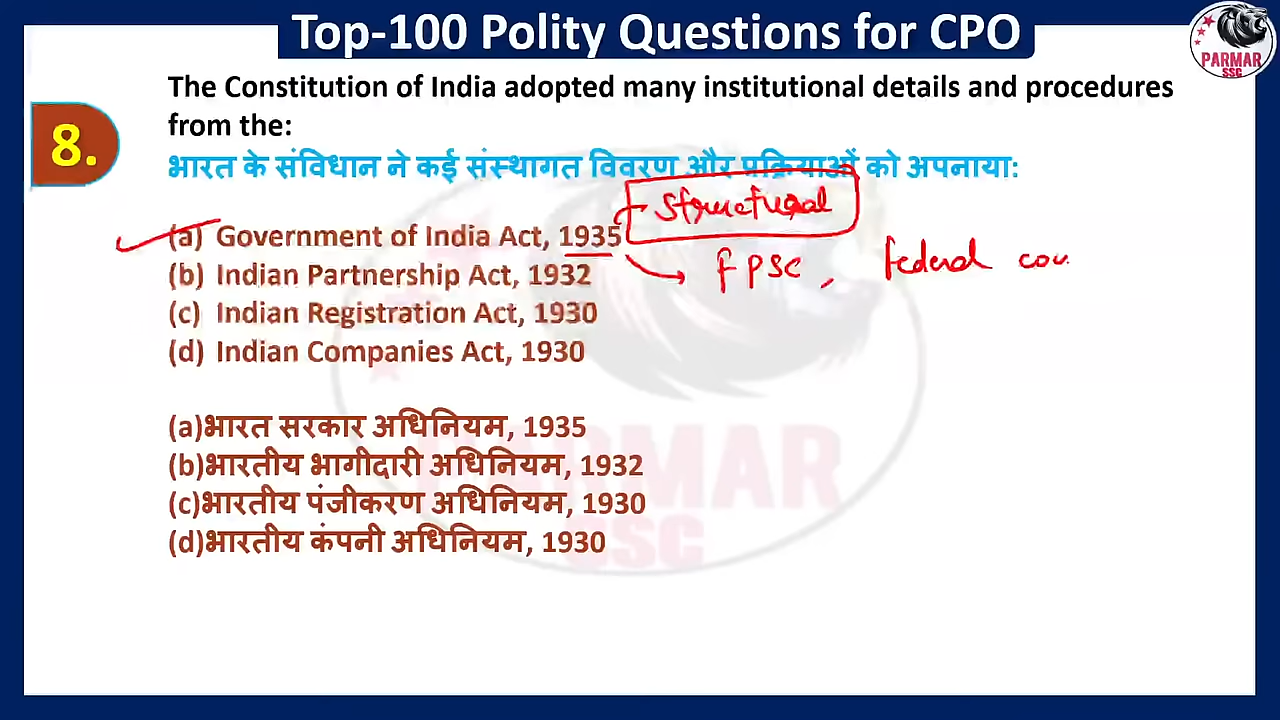 Top-100 Polity Questions for CPO
PARMAR
SSC
8.
The Constitution of India adopted many institutional details and procedures
from the:
भारत के संविधान ने कई संस्थागत विवरण और प्रक्रियाओं को अपनाया:
Structural
(a) Government of India Act, 1935
FPSC, federal cou
(b) Indian Partnership Act, 1932
(c) Indian Registration Act, 1930
(d) Indian Companies Act, 1930
(a)भारत सरकार अधिनियम, 1935
(b)भारतीय भागीदारी अधिनियम, 1932
(c)भारतीय पंजीकरण अधिनियम, 1930
(d)भारतीय कंपनी अधिनियम, 1930
PARMAR
SSC